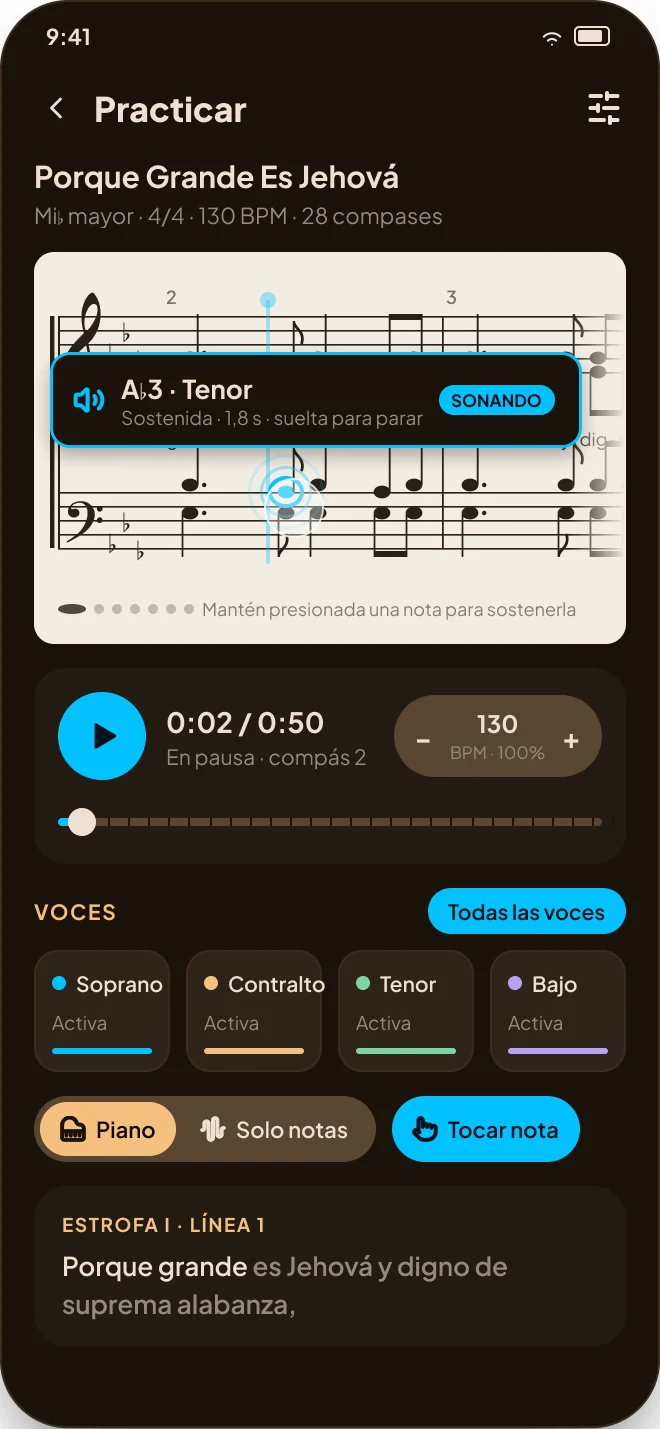 9:41
Practicar
Porque Grande Es Jehová
Mi♭ mayor · 4/4 · 130 BPM · 28 compases
2
3
A♭3 · Tenor
Sostenida · 1,8 s · suelta para parar
SONANDO
dig
Mantén presionada una nota para sostenerla
0:02 / 0:50
En pausa · compás 2
−
130
BPM · 100%
+
VOCES
Todas las voces
Soprano
Activa
Contralto
Activa
Tenor
Activa
Bajo
Activa
Piano
Solo notas
Tocar nota
ESTROFA I · LÍNEA 1
Porque grande es Jehová y digno de
suprema alabanza,